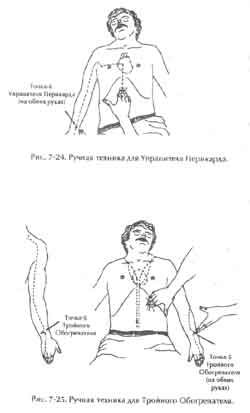 Точка 6
Управителя Перикарда
(на обеих руках)
Рис. 7-24. Ручная техника для Управителя Перикарда.
Точка 6
Тройного
Обогревателя
Точка 6
Тройного
Обогревателя
(на обеих
руках)
Рис. 7-25. Ручная техника для Тройного Обогревателя.